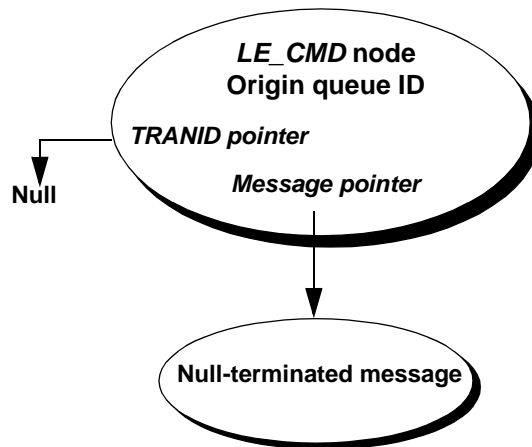 LE_CMD node
Origin queue ID
TRANID pointer
Null
Message pointer
Null-terminated message